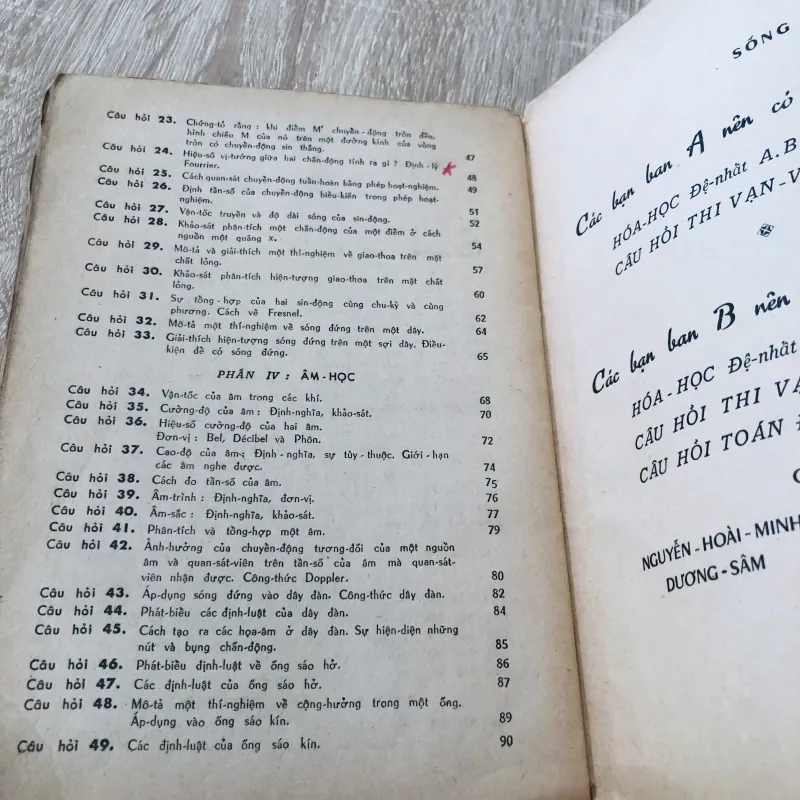 Câu hỏi 23. Chứng-tỏ rằng : khi điểm M' chuyển-động tròn đều,
hình chiếu M của nó trên một đường kính của vòng
tròn có chuyển-động sin thẳng. 47
Câu hỏi 24. Hiệu-số vị-tướng giữa hai chấn-động tính ra gì ? Định-lý
Fourrier. 48
Câu hỏi 25. Cách quan-sát chuyển-động tuần-hoàn bằng phép hoạt-nghiệm. 49
Câu hỏi 26. Định tần-số của chuyển-động biểu-kiến trong phép hoạt-
nghiệm. 51
Câu hỏi 27. Vận-tốc truyền và độ dài sóng của sin-động. 52
Câu hỏi 28. Khảo-sát phân-tích một chấn-động của một điểm ở cách
nguồn một quãng x. 54
Câu hỏi 29. Mô-tả và giải-thích một thí-nghiệm về giao-thoa trên mặt
chất lỏng. 57
Câu hỏi 30. Khảo-sát phân-tích hiện-tượng giao-thoa trên mặt chất
lỏng. 60
Câu hỏi 31. Sự tổng-hợp của hai sin-động cùng chu-kỳ và cùng
phương. Cách vẽ Fresnel. 62
Câu hỏi 32. Mô-tả một thí-nghiệm về sóng đứng trên một dây. 64
Câu hỏi 33. Giải-thích hiện-tượng sóng đứng trên một sợi dây. Điều-
kiện để có sóng đứng. 65
PHẦN IV : ÂM-HỌC
Câu hỏi 34. Vận-tốc của âm trong các khí. 68
Câu hỏi 35. Cường-độ của âm : Định-nghĩa, khảo-sát. 70
Câu hỏi 36. Hiệu-số cường-độ của hai âm.
Đơn-vị : Bel, Décibel và Phôn. 72
Câu hỏi 37. Cao-độ của âm : Định-nghĩa, sự tùy-thuộc. Giới-hạn
các âm nghe được. 74
Câu hỏi 38. Cách đo tần-số của âm. 75
Câu hỏi 39. Âm-trình : Định-nghĩa, đơn-vị. 76
Câu hỏi 40. Âm-sắc : Định-nghĩa, khảo-sát. 77
Câu hỏi 41. Phân-tích và tổng-hợp một âm. 79
Câu hỏi 42. Ảnh-hưởng của chuyển-động tương-đối của một nguồn
âm và quan-sát-viên trên tần-số của âm mà quan-sát-
viên nhận được. Công-thức Doppler. 80
Câu hỏi 43. Áp-dụng sóng đứng vào dây đàn. Công-thức dây đàn. 82
Câu hỏi 44. Phát-biểu các định-luật của dây đàn. 84
Câu hỏi 45. Cách tạo ra các họa-âm ở dây đàn. Sự hiện-diện những
nút và bụng chấn-động. 85
Câu hỏi 46. Phát-biểu định-luật về ống sáo hở. 86
Câu hỏi 47. Các định-luật của ống sáo hở. 87
Câu hỏi 48. Mô-tả một thí-nghiệm về cộng-hưởng trong một ống.
Áp-dụng vào ống sáo kín. 89
Câu hỏi 49. Các định-luật của ống sáo kín. 90
SÓNG
Các bạn ban A nên có
HÓA-HỌC Đệ-nhất A.B
CÂU HỎI THI VẠN-V
Các bạn ban B nên
HÓA-HỌC Đệ-nhất
CÂU HỎI THI VẠ
CÂU HỎI TOÁN
NGUYỄN-HOÀI-MINH
DƯƠNG-SÂM